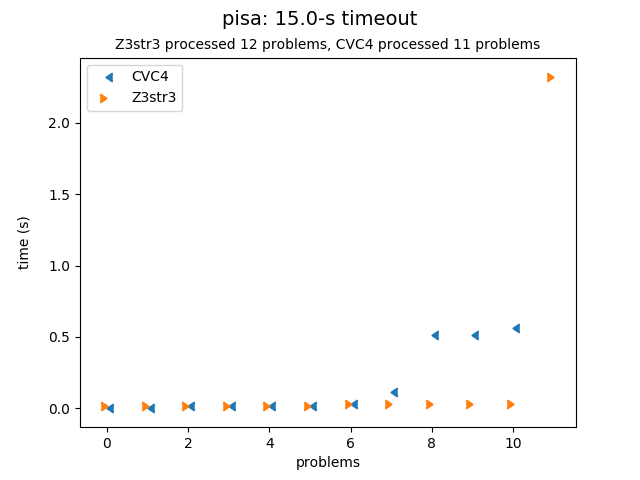 pisa: 15.0-s timeout
Z3str3 processed 12 problems, CVC4 processed 11 problems
CVC4
Z3str3
2.0
1.5
1.0
0.5
0.0
time (s)
0 2 4 6 8 10
problems